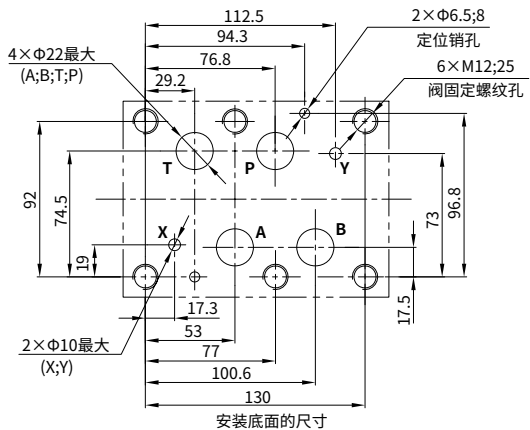 112.5
2×Φ6.5;8
94.3
定位销孔
4×Φ22最大
(A;B;T;P)
76.8
6×M12;25
29.2
阀固定螺纹孔
T
P
Y
92
74.5
73
96.8
X
A
B
19
17.5
17.3
53
2×Φ10最大
(X;Y)
77
100.6
130
安装底面的尺寸